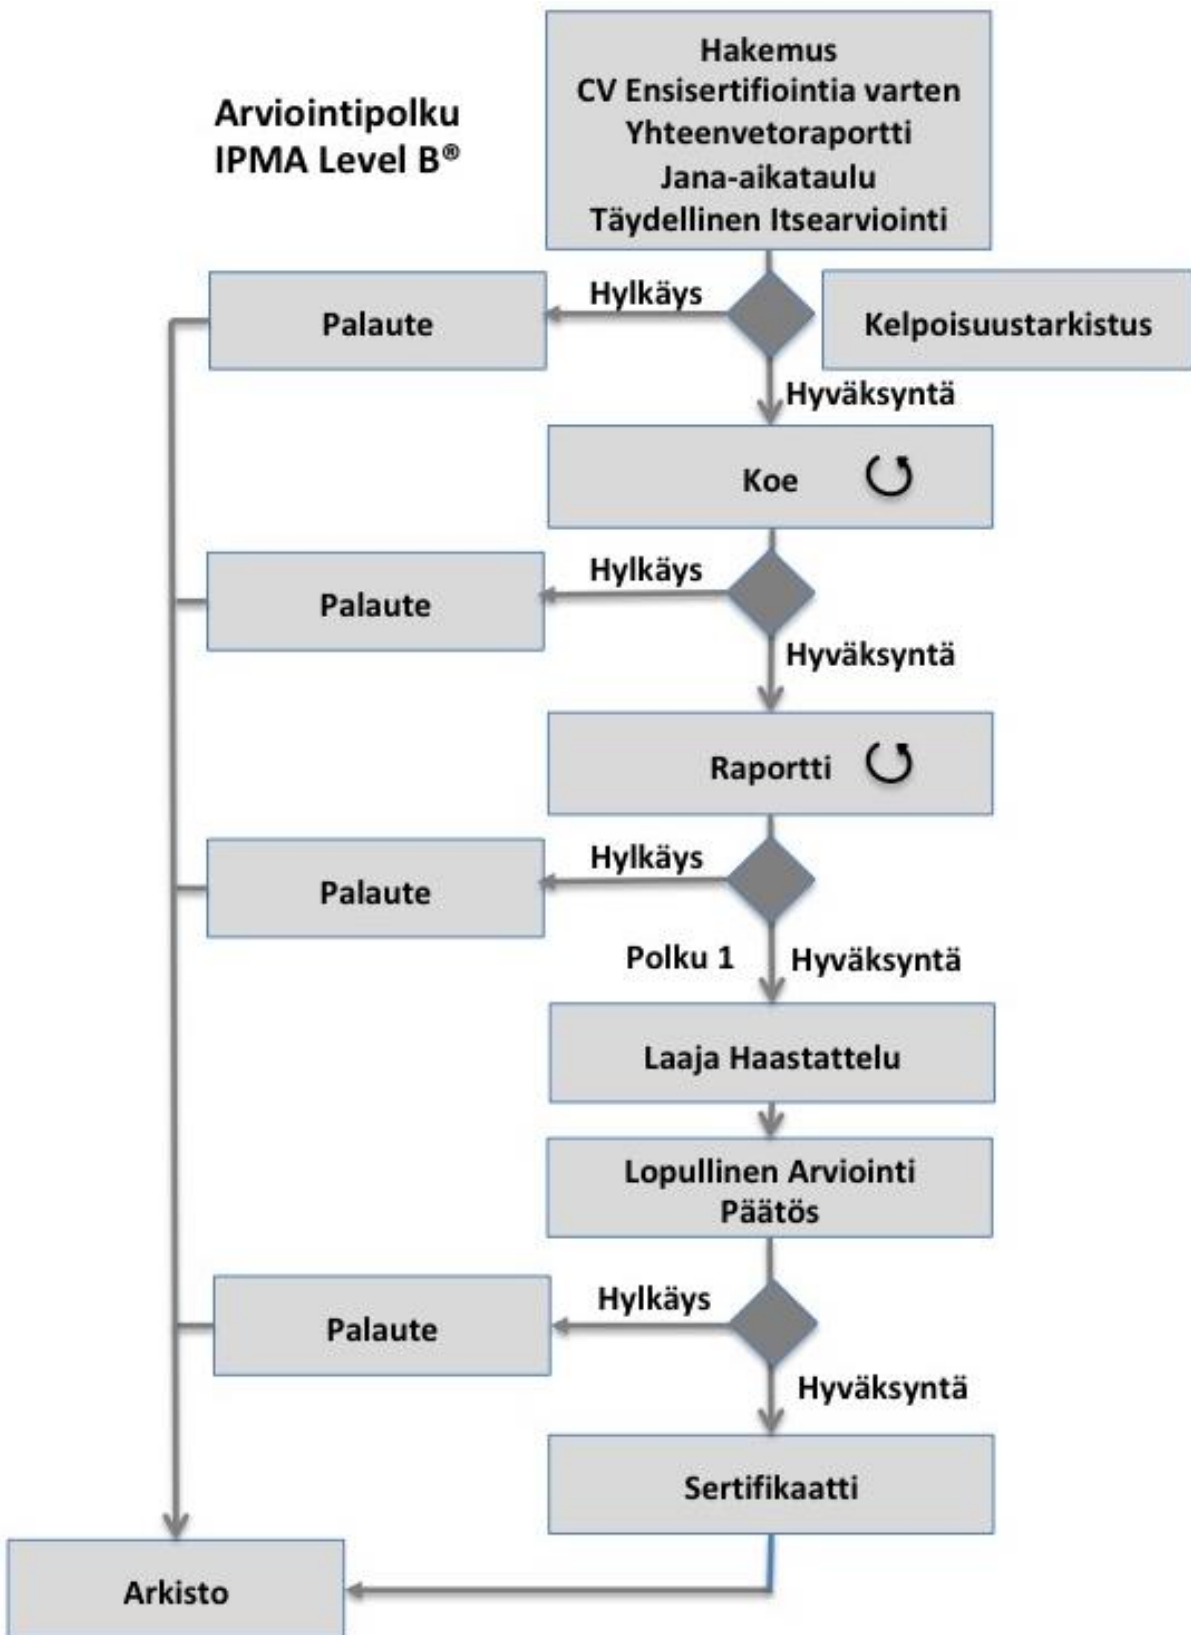 Arviointipolku
IPMA Level B®
Hakemus
CV Ensisertifiointia varten
Yhteenvetoraportti
Jana-aikataulu
Täydellinen Itsearviointi
Palaute
Hylkäys
Kelpoisuustarkistus
Hyväksyntä
Koe
Palaute
Hylkäys
Hyväksyntä
Raportti
Palaute
Hylkäys
Polku 1
Hyväksyntä
Laaja Haastattelu
Lopullinen Arviointi
Päätös
Palaute
Hylkäys
Hyväksyntä
Sertifikaatti
Arkisto